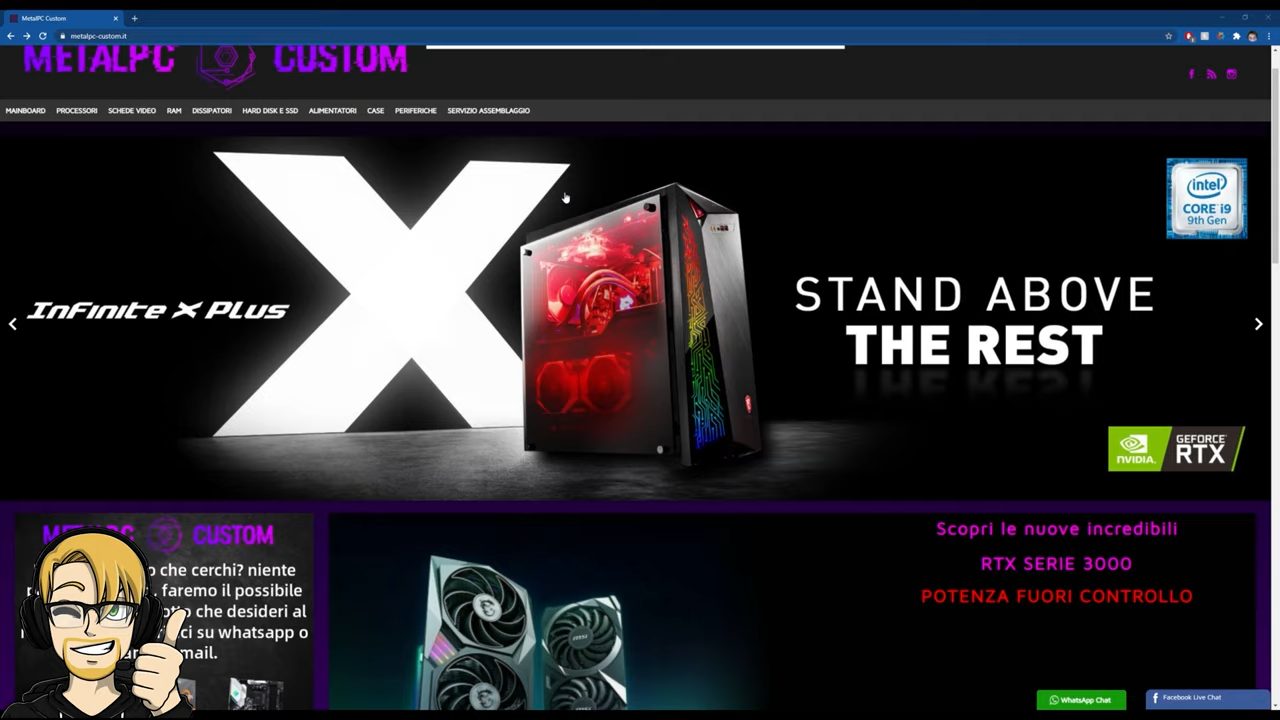 MetalPC Custom
metalpc-custom.it
METALPC CUSTOM
MAINBOARD PROCESSORI SCHEDE VIDEO RAM DISSIPATORI HARD DISK E SSD ALIMENTATORI CASE PERIFERICHE SERVIZIO ASSEMBLAGGIO
intel
CORE i9
9th Gen
Infinite X Plus
STAND ABOVE
THE REST
NVIDIA.
GEFORCE
RTX
CUSTOM
che cerchi? niente
faremo il possibile
che desideri al
ci su whatsapp o
mail.
Scopri le nuove incredibili
RTX SERIE 3000
POTENZA FUORI CONTROLLO
WhatsApp Chat
Facebook Live Chat